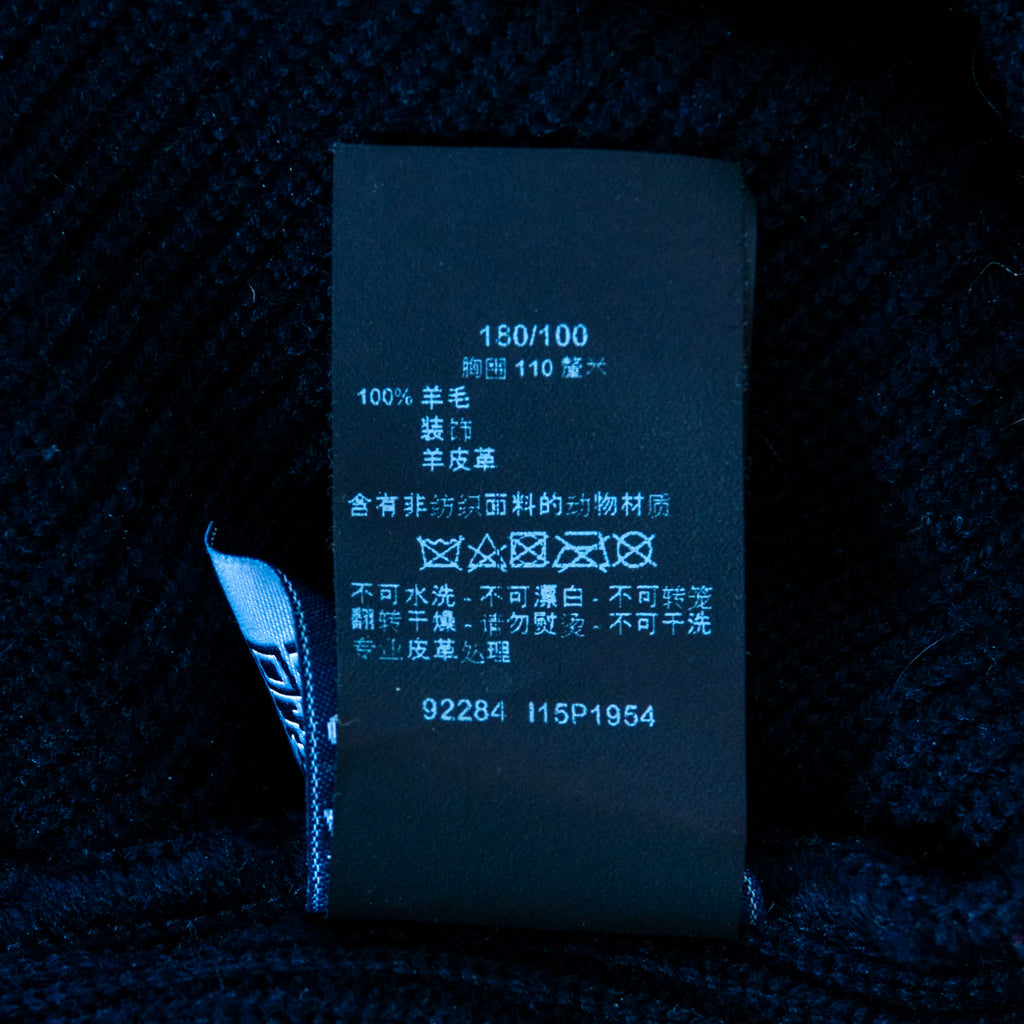 180/100
胸围 110 釐米
100% 羊毛
装饰
羊皮革
含有非纺织面料的动物材质
不可水洗 - 不可漂白 - 不可转笼
翻转干燥 - 请勿熨烫 - 不可干洗
专业皮革处理
92284 I15P1954